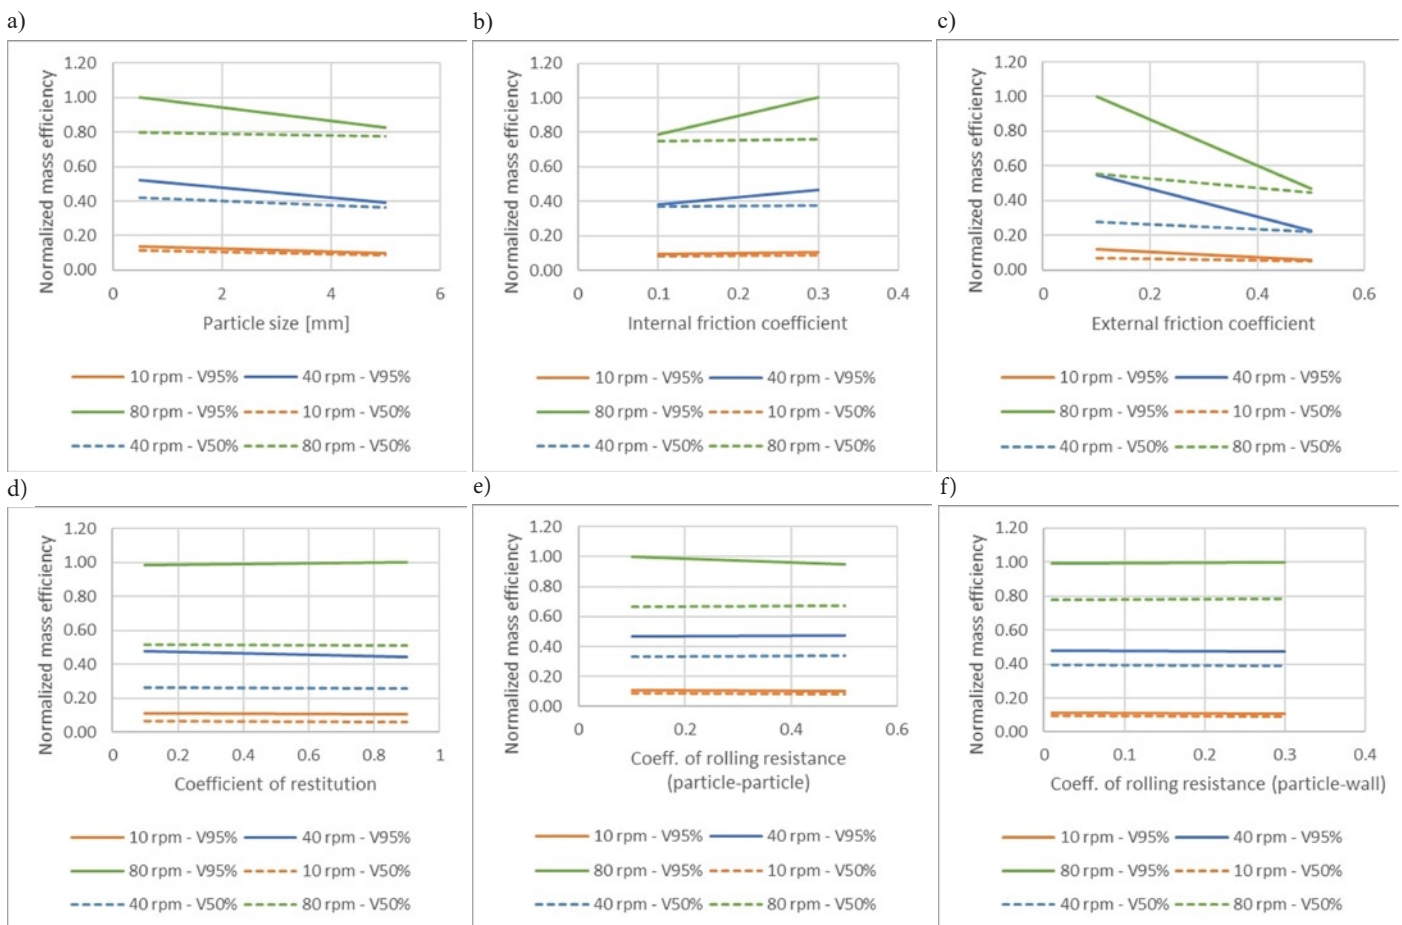 a)
Normalized mass efficiency
1.20
1.00
0.80
0.60
0.40
0.20
0.00
0 2 4 6
Particle size [mm]
10 rpm - V95% 40 rpm - V95%
80 rpm - V95% 10 rpm - V50%
40 rpm - V50% 80 rpm - V50%
b)
Normalized mass efficiency
1.20
1.00
0.80
0.60
0.40
0.20
0.00
0 0.1 0.2 0.3 0.4
Internal friction coefficient
10 rpm - V95% 40 rpm - V95%
80 rpm - V95% 10 rpm - V50%
40 rpm - V50% 80 rpm - V50%
c)
Normalized mass efficiency
1.20
1.00
0.80
0.60
0.40
0.20
0.00
0 0.2 0.4 0.6
External friction coefficient
10 rpm - V95% 40 rpm - V95%
80 rpm - V95% 10 rpm - V50%
40 rpm - V50% 80 rpm - V50%
d)
Normalized mass efficiency
1.20
1.00
0.80
0.60
0.40
0.20
0.00
0 0.2 0.4 0.6 0.8 1
Coefficient of restitution
10 rpm - V95% 40 rpm - V95%
80 rpm - V95% 10 rpm - V50%
40 rpm - V50% 80 rpm - V50%
e)
Normalized mass efficiency
1.20
1.00
0.80
0.60
0.40
0.20
0.00
0 0.2 0.4 0.6
Coeff. of rolling resistance
(particle-particle)
10 rpm - V95% 40 rpm - V95%
80 rpm - V95% 10 rpm - V50%
40 rpm - V50% 80 rpm - V50%
f)
Normalized mass efficiency
1.20
1.00
0.80
0.60
0.40
0.20
0.00
0 0.1 0.2 0.3 0.4
Coeff. of rolling resistance (particle-wall)
10 rpm - V95% 40 rpm - V95%
80 rpm - V95% 10 rpm - V50%
40 rpm - V50% 80 rpm - V50%